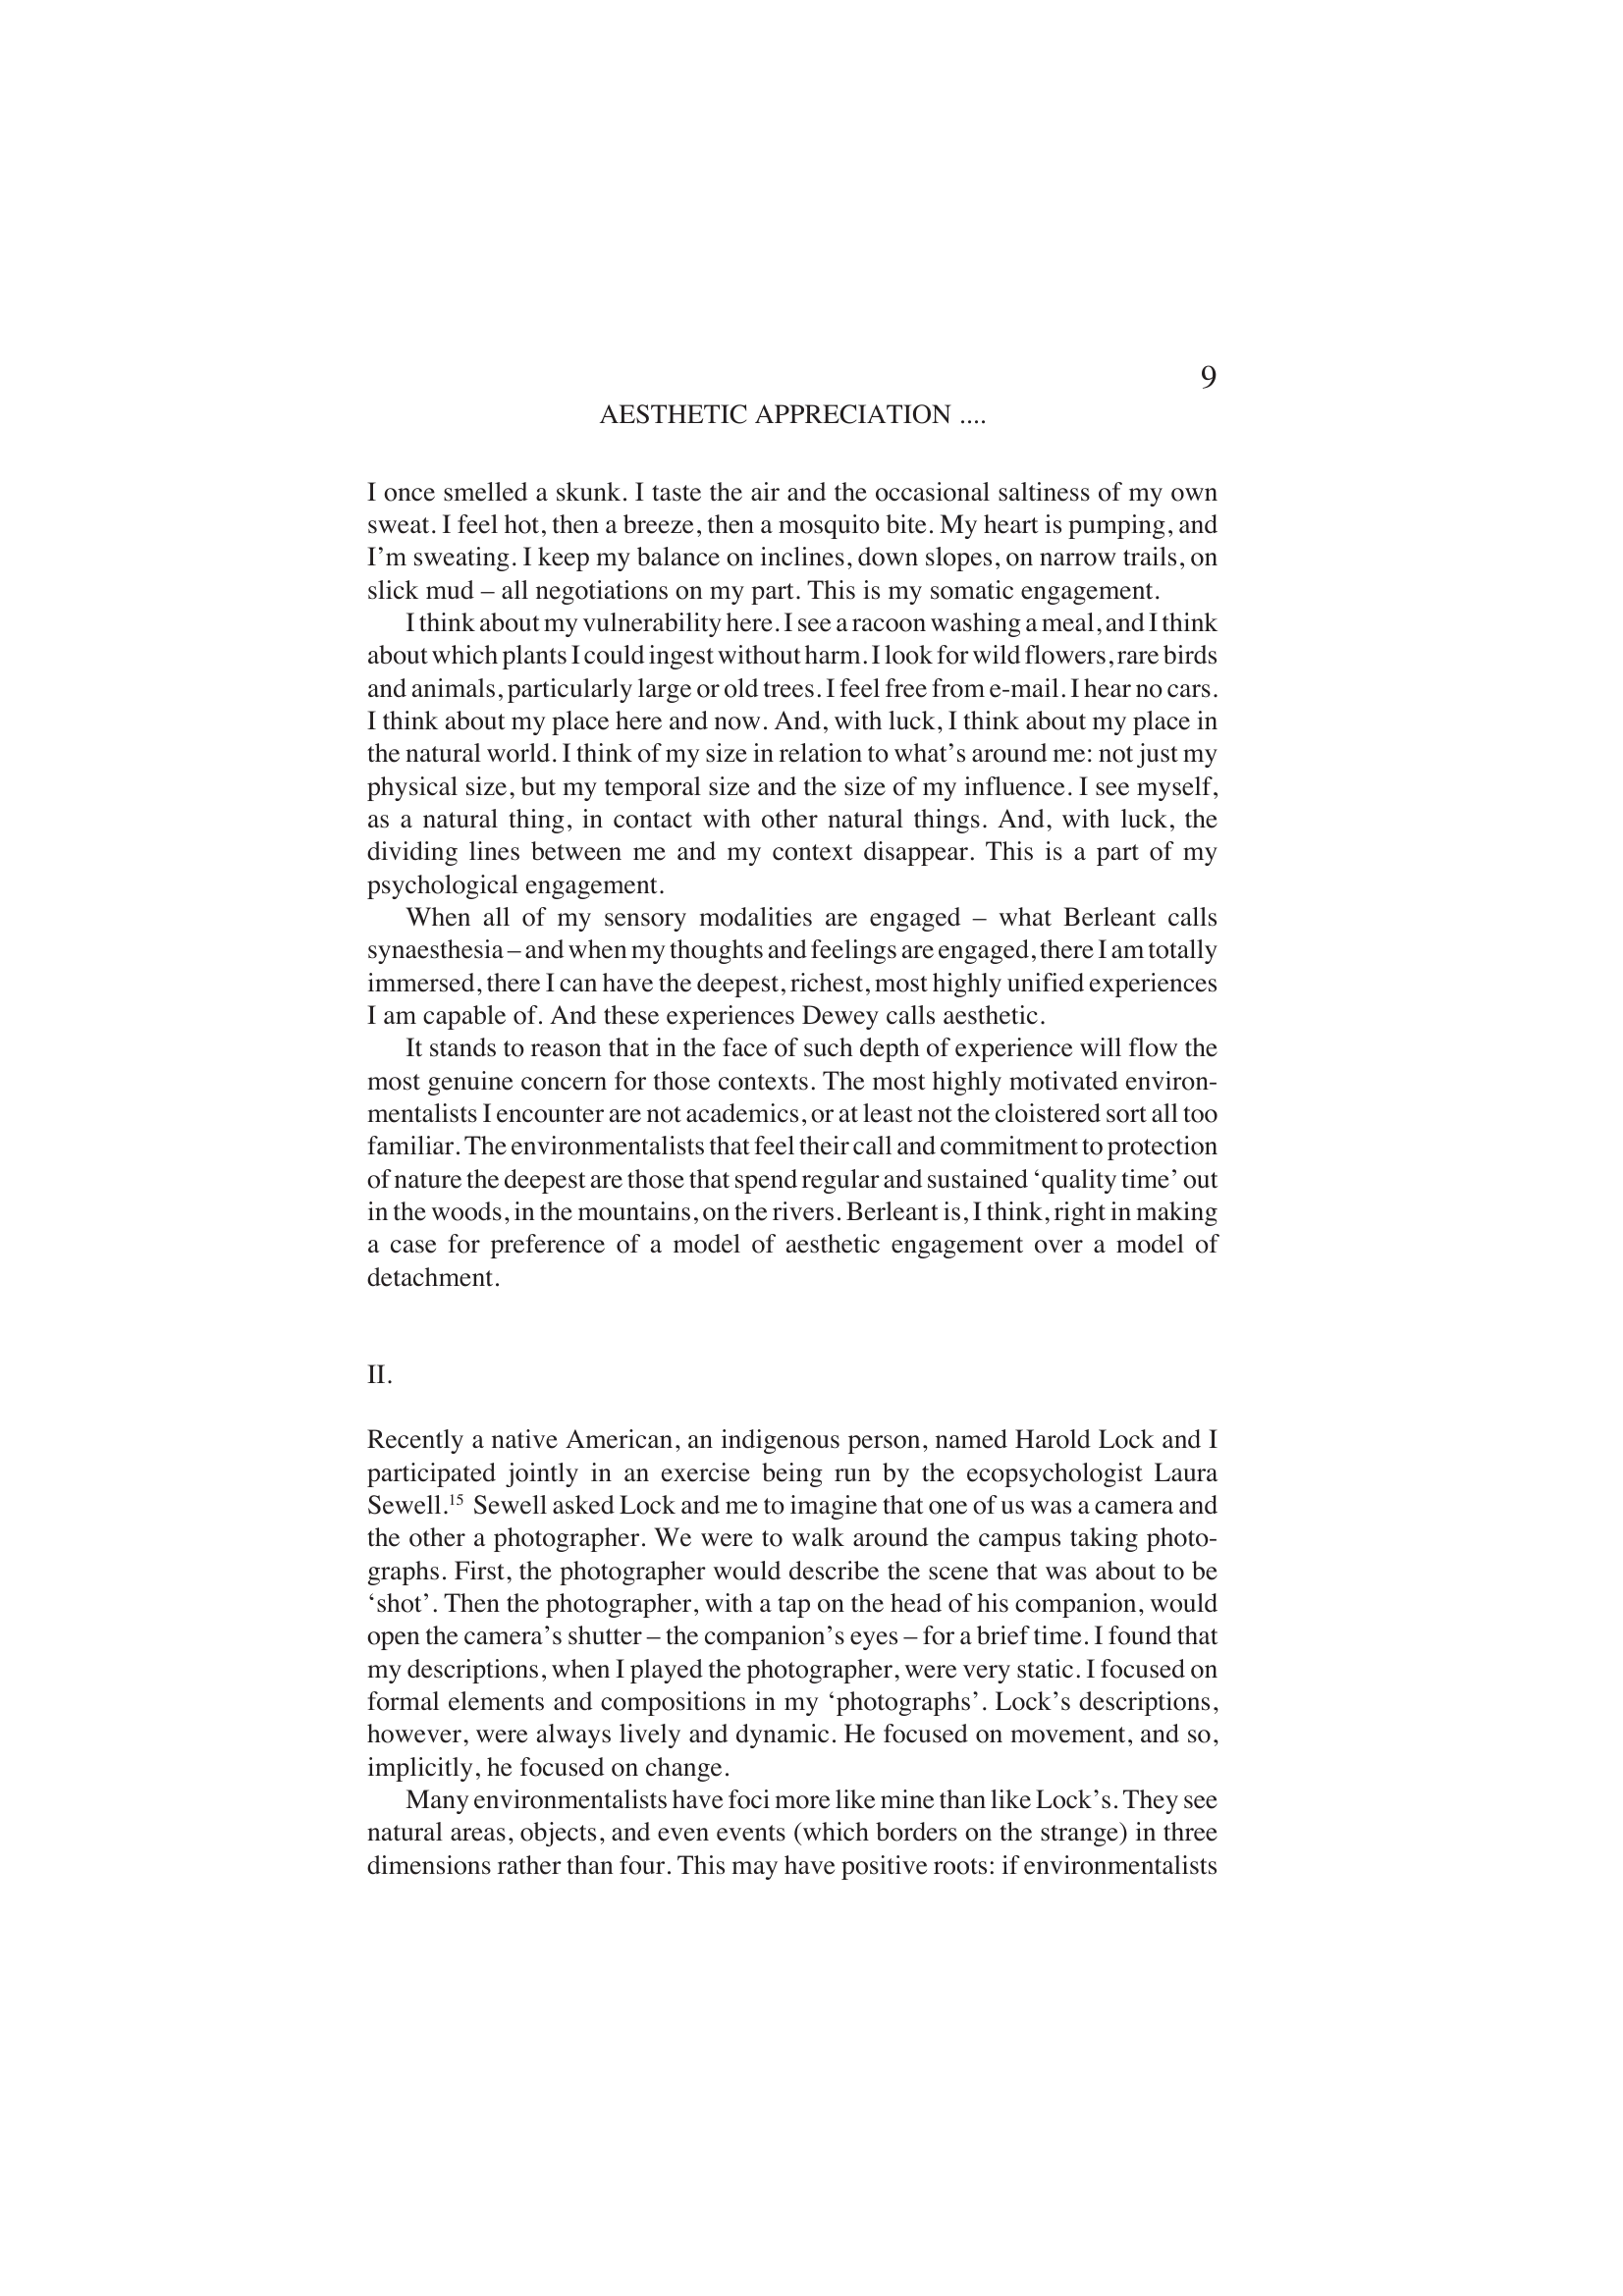 9
AESTHETIC APPRECIATION ....
I once smelled a skunk. I taste the air and the occasional saltiness of my own
sweat. I feel hot, then a breeze, then a mosquito bite. My heart is pumping, and
I’m sweating. I keep my balance on inclines, down slopes, on narrow trails, on
slick mud – all negotiations on my part. This is my somatic engagement.
I think about my vulnerability here. I see a racoon washing a meal, and I think
about which plants I could ingest without harm. I look for wild flowers, rare birds
and animals, particularly large or old trees. I feel free from e-mail. I hear no cars.
I think about my place here and now. And, with luck, I think about my place in
the natural world. I think of my size in relation to what’s around me: not just my
physical size, but my temporal size and the size of my influence. I see myself,
as a natural thing, in contact with other natural things. And, with luck, the
dividing lines between me and my context disappear. This is a part of my
psychological engagement.
When all of my sensory modalities are engaged – what Berleant calls
synaesthesia – and when my thoughts and feelings are engaged, there I am totally
immersed, there I can have the deepest, richest, most highly unified experiences
I am capable of. And these experiences Dewey calls aesthetic.
It stands to reason that in the face of such depth of experience will flow the
most genuine concern for those contexts. The most highly motivated environ-
mentalists I encounter are not academics, or at least not the cloistered sort all too
familiar. The environmentalists that feel their call and commitment to protection
of nature the deepest are those that spend regular and sustained ‘quality time’ out
in the woods, in the mountains, on the rivers. Berleant is, I think, right in making
a case for preference of a model of aesthetic engagement over a model of
detachment.
II.
Recently a native American, an indigenous person, named Harold Lock and I
participated jointly in an exercise being run by the ecopsychologist Laura
Sewell.15 Sewell asked Lock and me to imagine that one of us was a camera and
the other a photographer. We were to walk around the campus taking photo-
graphs. First, the photographer would describe the scene that was about to be
‘shot’. Then the photographer, with a tap on the head of his companion, would
open the camera’s shutter – the companion’s eyes – for a brief time. I found that
my descriptions, when I played the photographer, were very static. I focused on
formal elements and compositions in my ‘photographs’. Lock’s descriptions,
however, were always lively and dynamic. He focused on movement, and so,
implicitly, he focused on change.
Many environmentalists have foci more like mine than like Lock’s. They see
natural areas, objects, and even events (which borders on the strange) in three
dimensions rather than four. This may have positive roots: if environmentalists